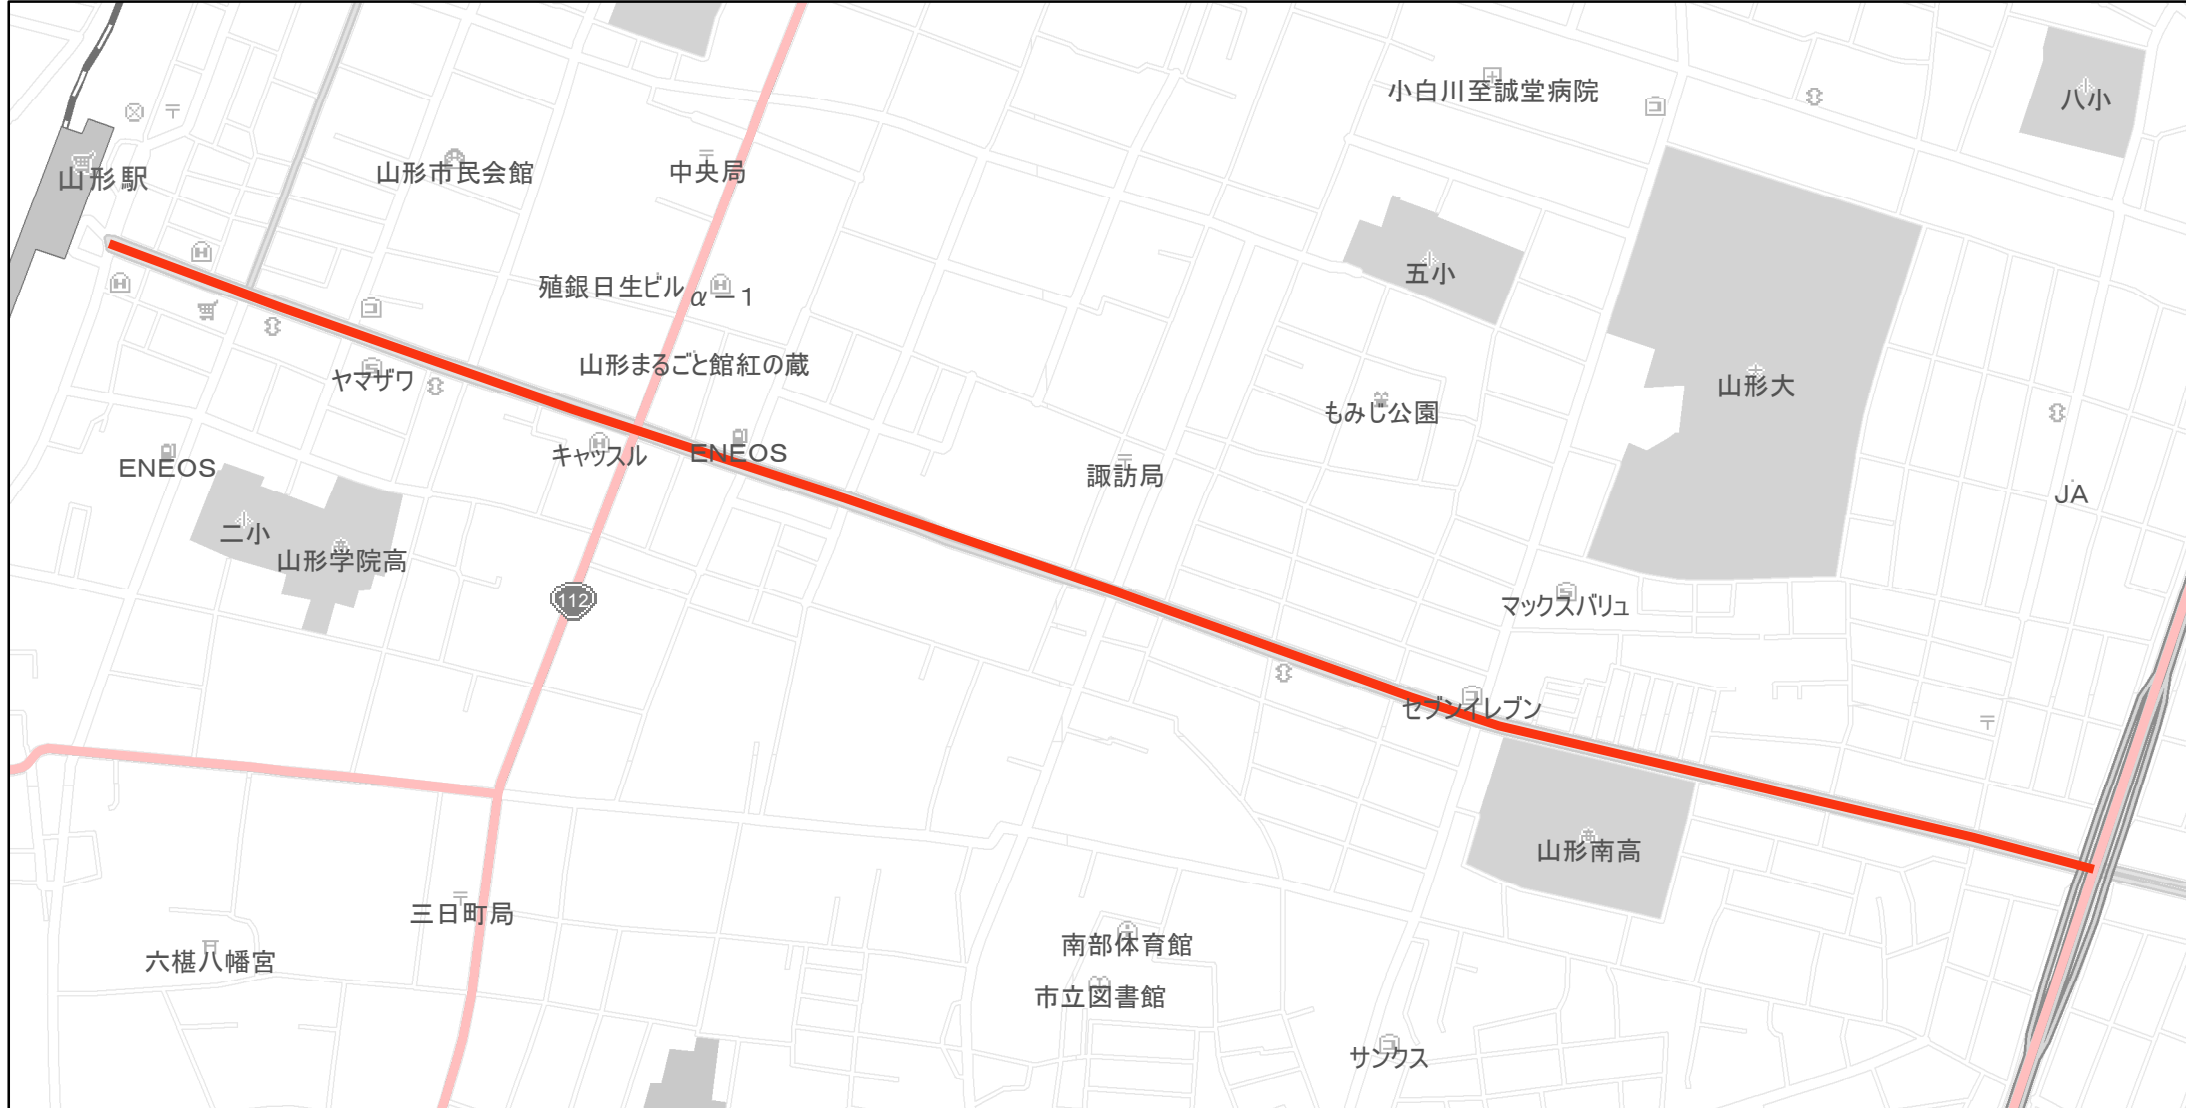 小白川至誠堂病院
八小
山形市民会館
中央局
山形駅
五小
殖銀日生ビル
α－1
山形まるごと館紅の蔵
ヤマザワ
山形大
もみじ公園
キャッスル
ENEOS
ENEOS
諏訪局
JA
二小
山形学院高
112
マックスバリュ
セブンイレブン
山形南高
三日町局
南部体育館
六椹八幡宮
市立図書館
サンクス